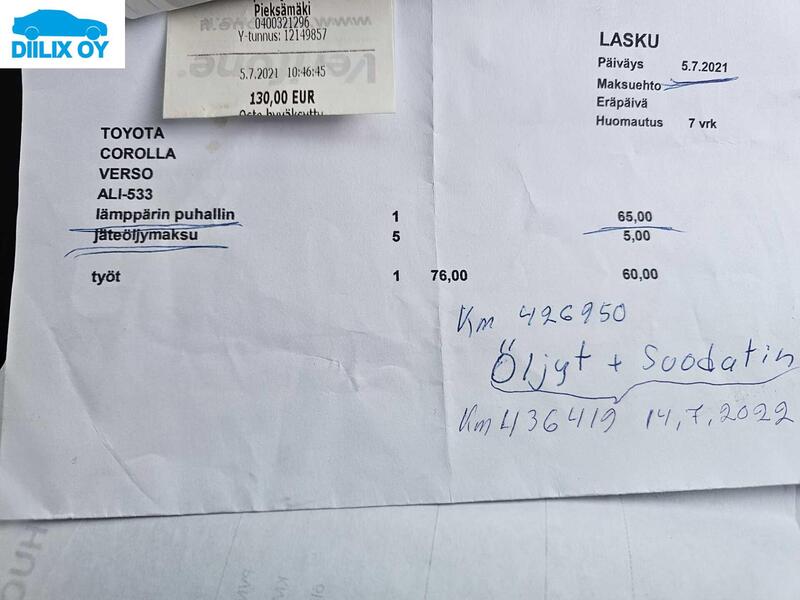 DIILIX OY
Pieksämäki
0400321296
Y-tunnus: 12149857
5.7.2021 10:46:45
130,00 EUR
Osto hyväksytty
LASKU
Päiväys 5.7.2021
Maksuehto
Eräpäivä
Huomautus 7 vrk
TOYOTA
COROLLA
VERSO
ALI-533
lämppärin puhallin 1 65,00
jäteöljymaksu 5 5,00
työt 1 76,00 60,00
Km 426950
Öljyt + Suodatin
Km 436419 14,7,2022